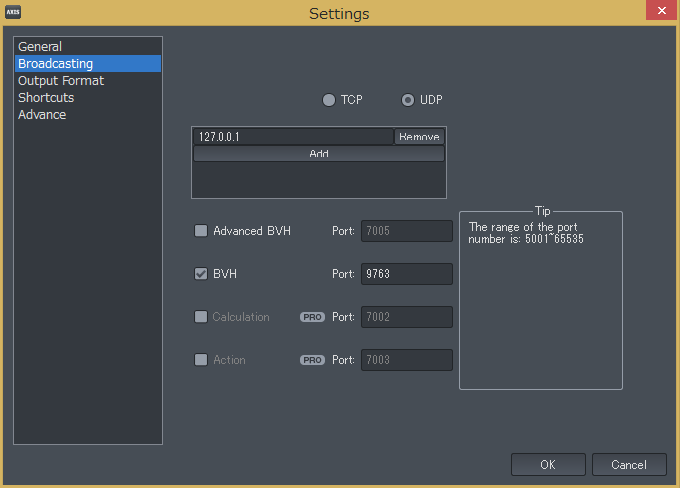 AXIS
Settings
General
Broadcasting
Output Format
Shortcuts
Advance
TCP
UDP
127.0.0.1
Remove
Add
Advanced BVH Port: 7005
BVH Port: 9763
Calculation PRO Port: 7002
Action PRO Port: 7003
Tip
The range of the port
number is: 5001~65535
OK
Cancel